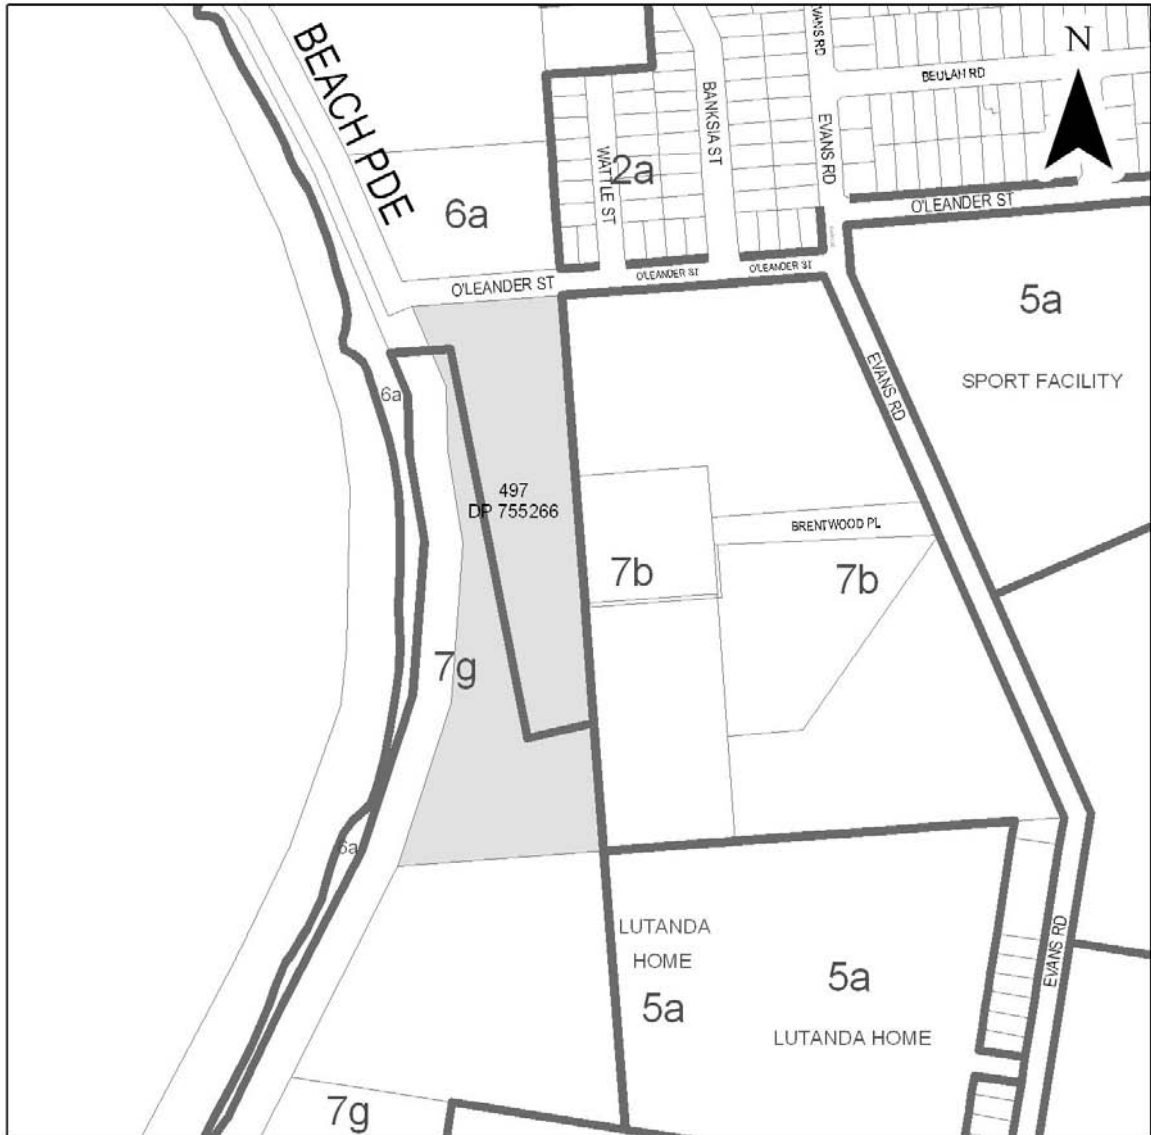 BEACH PDE
EVANS RD
N
BEULAH RD
BANKSIA ST
EVANS RD
WATTLE ST
2a
6a
O'LEANDER ST
O'LEANDER ST
O'LEANDER ST
O'LEANDER ST
5a
SPORT FACILITY
EVANS RD
6a
497
DP 755266
BRENTWOOD PL
7b
7b
7g
6a
LUTANDA
HOME
5a
5a
LUTANDA HOME
EVANS RD
7g